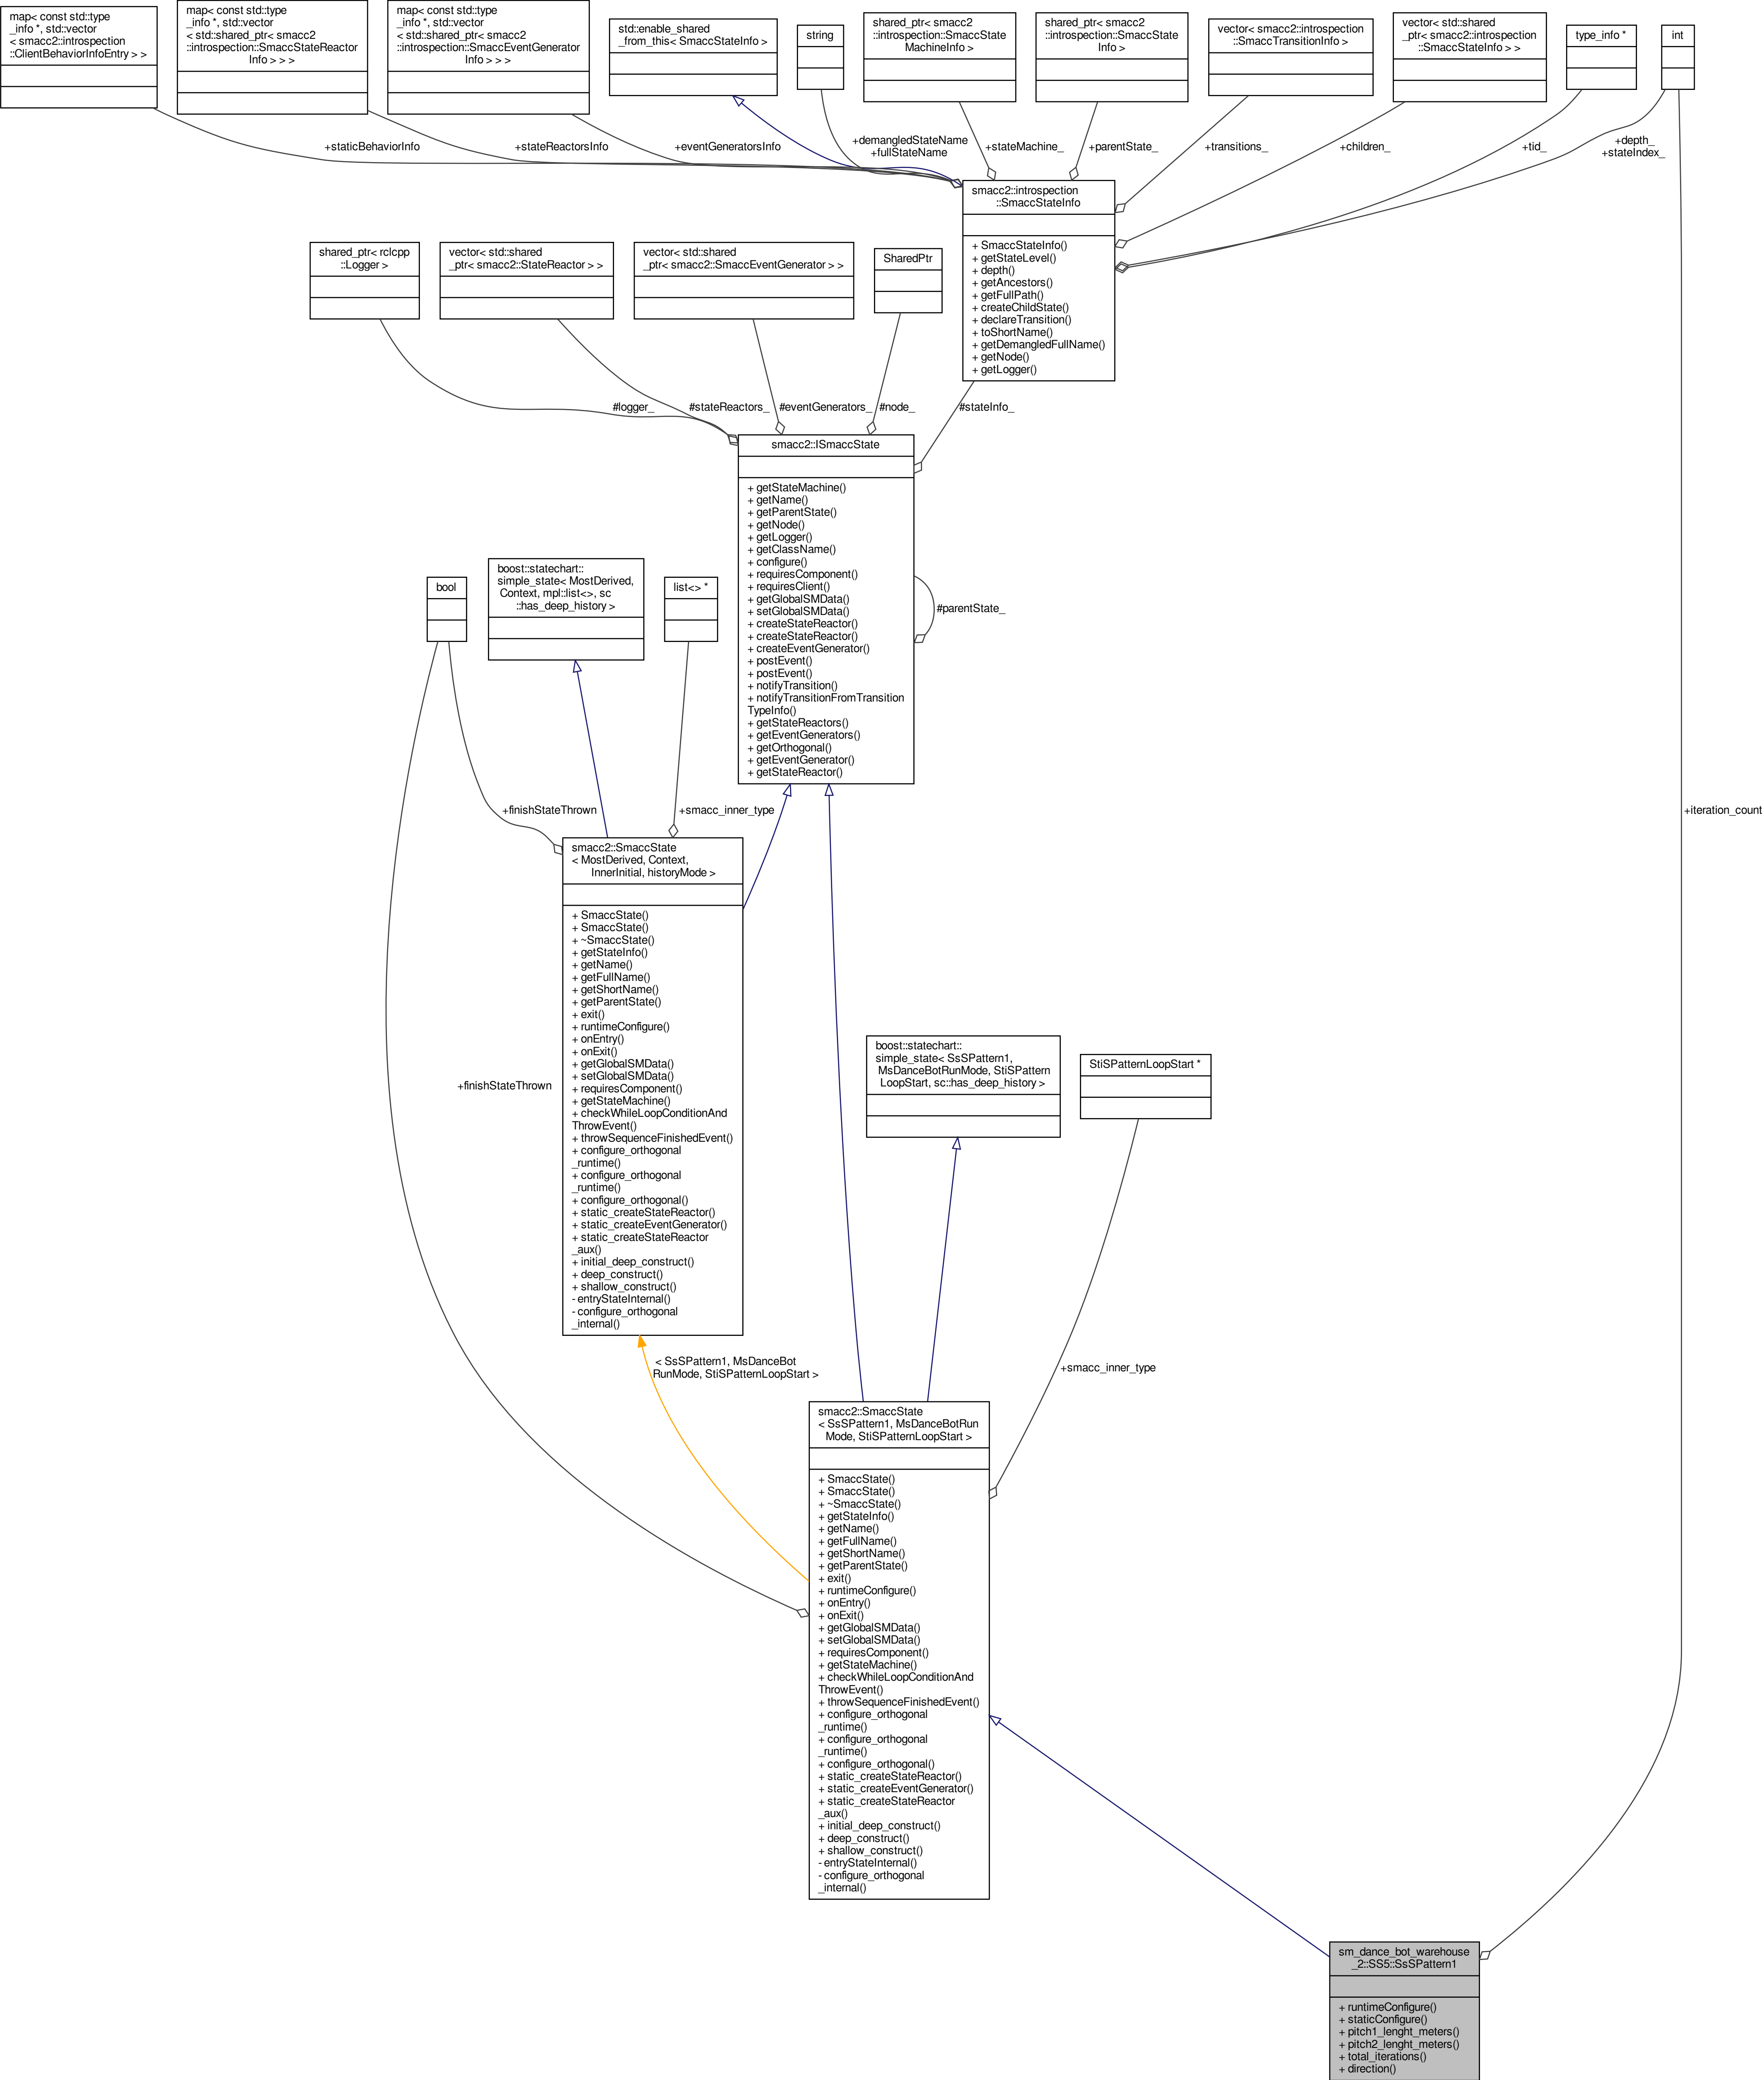 map< const std::type
_info *, std::vector
< smacc2::introspection
::ClientBehaviorInfoEntry > >
map< const std::type
_info *, std::vector
< std::shared_ptr< smacc2
::introspection::SmaccStateReactor
Info > > >
map< const std::type
_info *, std::vector
< std::shared_ptr< smacc2
::introspection::SmaccEventGenerator
Info > > >
std::enable_shared
_from_this< SmaccStateInfo >
string
shared_ptr< smacc2
::introspection::SmaccState
MachineInfo >
shared_ptr< smacc2
::introspection::SmaccState
Info >
vector< smacc2::introspection
::SmaccTransitionInfo >
vector< std::shared
_ptr< smacc2::introspection
::SmaccStateInfo > >
type_info *
int
+staticBehaviorInfo
+stateReactorsInfo
+eventGeneratorsInfo
+demangledStateName
+fullStateName
+stateMachine_
+parentState_
+transitions_
+children_
+tid_
+depth_
+stateIndex_
smacc2::introspection
::SmaccStateInfo
+ SmaccStateInfo()
+ getStateLevel()
+ depth()
+ getAncestors()
+ getFullPath()
+ createChildState()
+ declareTransition()
+ toShortName()
+ getDemangledFullName()
+ getNode()
+ getLogger()
shared_ptr< rclcpp
::Logger >
vector< std::shared
_ptr< smacc2::StateReactor > >
vector< std::shared
_ptr< smacc2::SmaccEventGenerator > >
SharedPtr
#logger_
#stateReactors_
#eventGenerators_
#node_
#stateInfo_
smacc2::ISmaccState
+ getStateMachine()
+ getName()
+ getParentState()
+ getNode()
+ getLogger()
+ getClassName()
+ configure()
+ requiresComponent()
+ requiresClient()
+ getGlobalSMData()
+ setGlobalSMData()
+ createStateReactor()
+ createStateReactor()
+ createEventGenerator()
+ postEvent()
+ postEvent()
+ notifyTransition()
+ notifyTransitionFromTransition
TypeInfo()
+ getStateReactors()
+ getEventGenerators()
+ getOrthogonal()
+ getEventGenerator()
+ getStateReactor()
#parentState_
bool
boost::statechart::
simple_state< MostDerived,
Context, mpl::list<>, sc
::has_deep_history >
list<> *
+finishStateThrown
+smacc_inner_type
+iteration_count
smacc2::SmaccState
< MostDerived, Context,
InnerInitial, historyMode >
+ SmaccState()
+ SmaccState()
+ ~SmaccState()
+ getStateInfo()
+ getName()
+ getFullName()
+ getShortName()
+ getParentState()
+ exit()
+ runtimeConfigure()
+ onEntry()
+ onExit()
+ getGlobalSMData()
+ setGlobalSMData()
+ requiresComponent()
+ getStateMachine()
+ checkWhileLoopConditionAnd
ThrowEvent()
+ throwSequenceFinishedEvent()
+ configure_orthogonal
_runtime()
+ configure_orthogonal
_runtime()
+ configure_orthogonal()
+ static_createStateReactor()
+ static_createEventGenerator()
+ static_createStateReactor
_aux()
+ initial_deep_construct()
+ deep_construct()
+ shallow_construct()
- entryStateInternal()
- configure_orthogonal
_internal()
+finishStateThrown
boost::statechart::
simple_state< SsSPattern1,
MsDanceBotRunMode, StiSPattern
LoopStart, sc::has_deep_history >
StiSPatternLoopStart *
< SsSPattern1, MsDanceBot
RunMode, StiSPatternLoopStart >
+smacc_inner_type
smacc2::SmaccState
< SsSPattern1, MsDanceBotRun
Mode, StiSPatternLoopStart >
+ SmaccState()
+ SmaccState()
+ ~SmaccState()
+ getStateInfo()
+ getName()
+ getFullName()
+ getShortName()
+ getParentState()
+ exit()
+ runtimeConfigure()
+ onEntry()
+ onExit()
+ getGlobalSMData()
+ setGlobalSMData()
+ requiresComponent()
+ getStateMachine()
+ checkWhileLoopConditionAnd
ThrowEvent()
+ throwSequenceFinishedEvent()
+ configure_orthogonal
_runtime()
+ configure_orthogonal
_runtime()
+ configure_orthogonal()
+ static_createStateReactor()
+ static_createEventGenerator()
+ static_createStateReactor
_aux()
+ initial_deep_construct()
+ deep_construct()
+ shallow_construct()
- entryStateInternal()
- configure_orthogonal
_internal()
sm_dance_bot_warehouse
_2::SS5::SsSPattern1
+ runtimeConfigure()
+ staticConfigure()
+ pitch1_lenght_meters()
+ pitch2_lenght_meters()
+ total_iterations()
+ direction()